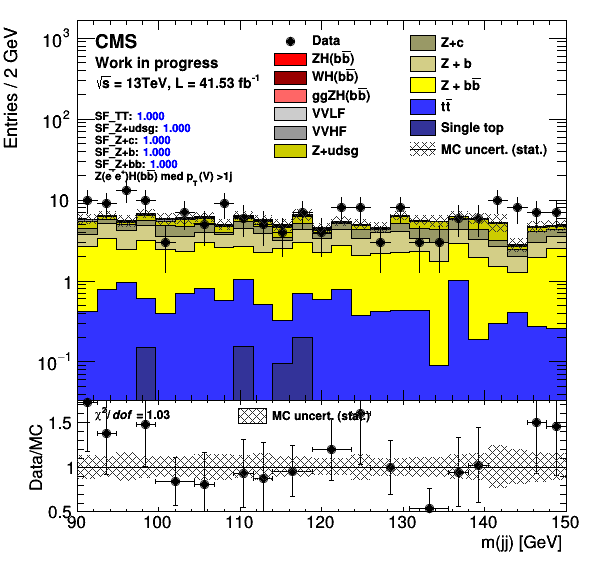 Entries / 2 GeV
10³
10²
10
1
10⁻¹
CMS
Work in progress
√s = 13TeV, L = 41.53 fb⁻¹
SF_TT: 1.000
SF_Z+udsg: 1.000
SF_Z+c: 1.000
SF_Z+b: 1.000
SF_Z+bb: 1.000
Z(e⁻e⁺)H(bb̅) med p_T(V) >1j
Data
ZH(bb̅)
WH(bb̅)
ggZH(bb̅)
VVLF
VVHF
Z+udsg
Z+c
Z + b
Z + bb̅
tt̅
Single top
MC uncert. (stat.)
Data/MC
1.5
1
0.5
χ²/dof = 1.03
MC uncert. (stat.)
90 100 110 120 130 140 150
m(jj) [GeV]